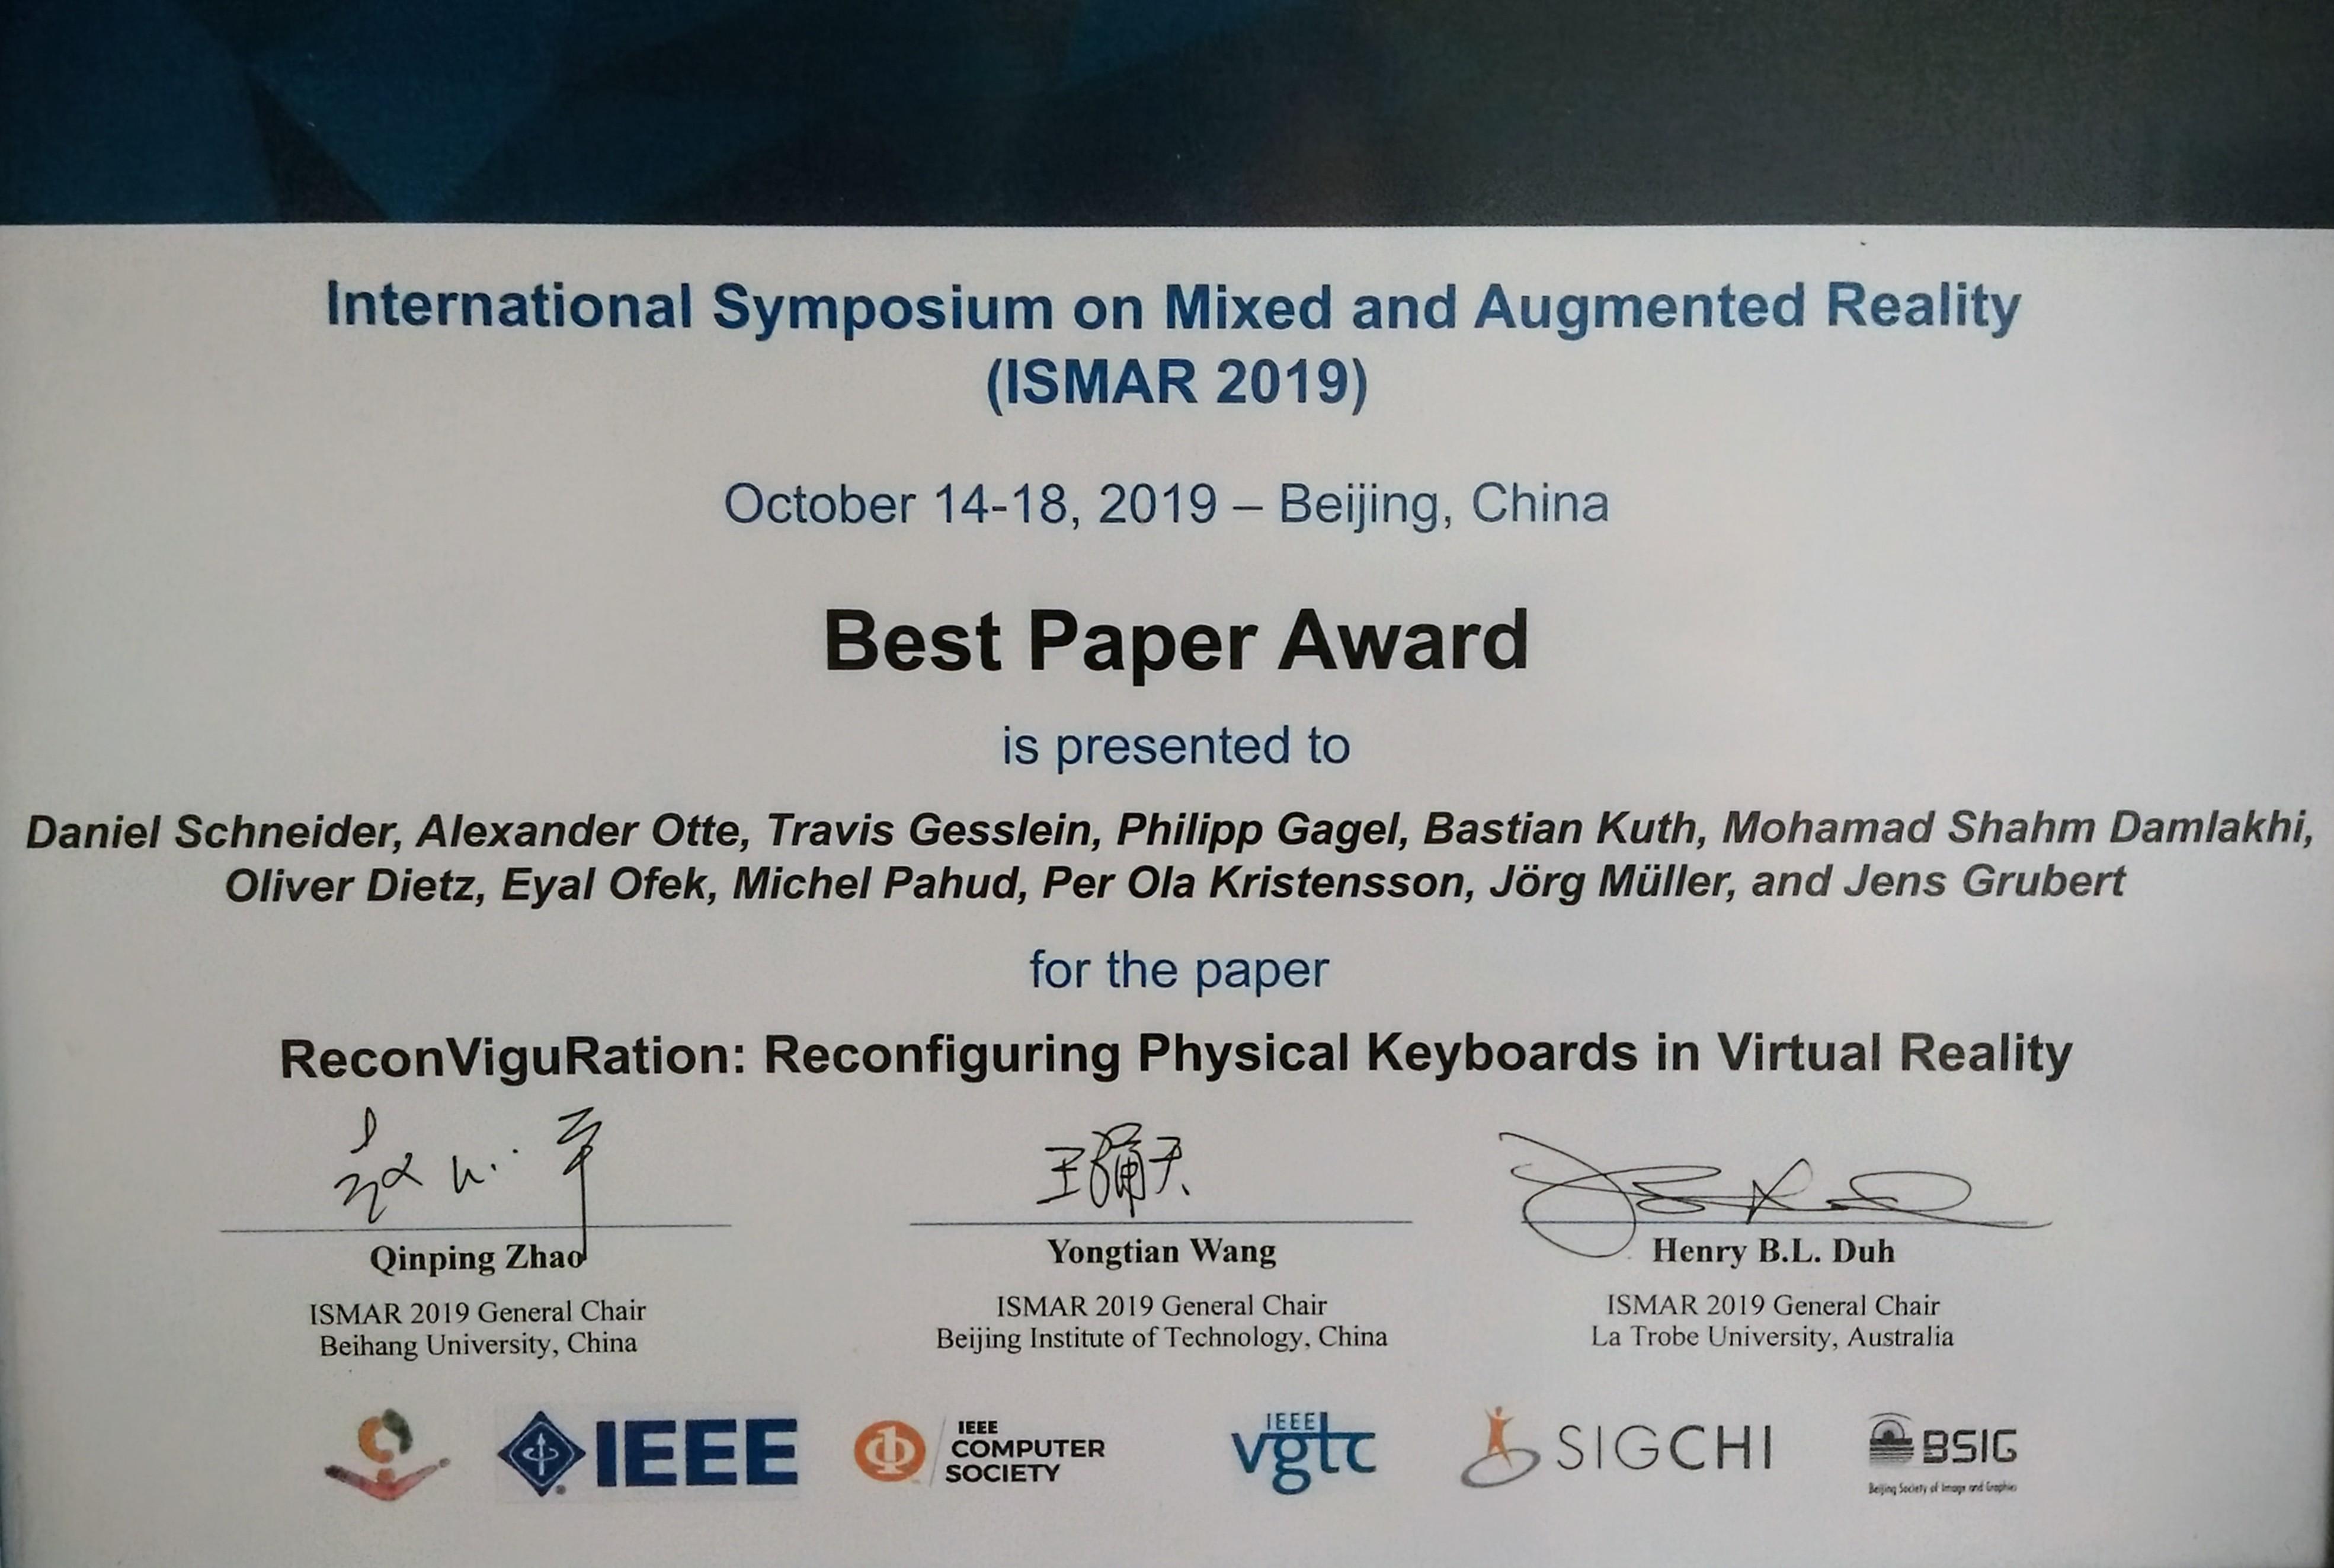 International Symposium on Mixed and Augmented Reality
(ISMAR 2019)
October 14-18, 2019 – Beijing, China
Best Paper Award
is presented to
Daniel Schneider, Alexander Otte, Travis Gesslein, Philipp Gagel, Bastian Kuth, Mohamad Shahm Damlakhi,
Oliver Dietz, Eyal Ofek, Michel Pahud, Per Ola Kristensson, Jörg Müller, and Jens Grubert
for the paper
ReconViguRation: Reconfiguring Physical Keyboards in Virtual Reality
王涌天
Qinping Zhao
ISMAR 2019 General Chair
Beihang University, China
Yongtian Wang
ISMAR 2019 General Chair
Beijing Institute of Technology, China
Henry B.L. Duh
ISMAR 2019 General Chair
La Trobe University, Australia
IEEE
IEEE
COMPUTER
SOCIETY
IEEE
vgtc
SIGCHI
BSIG
Beijing Society of Image and Graphics